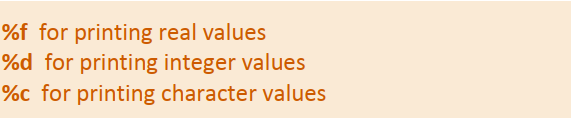 %f for printing real values
%d for printing integer values
%c for printing character values